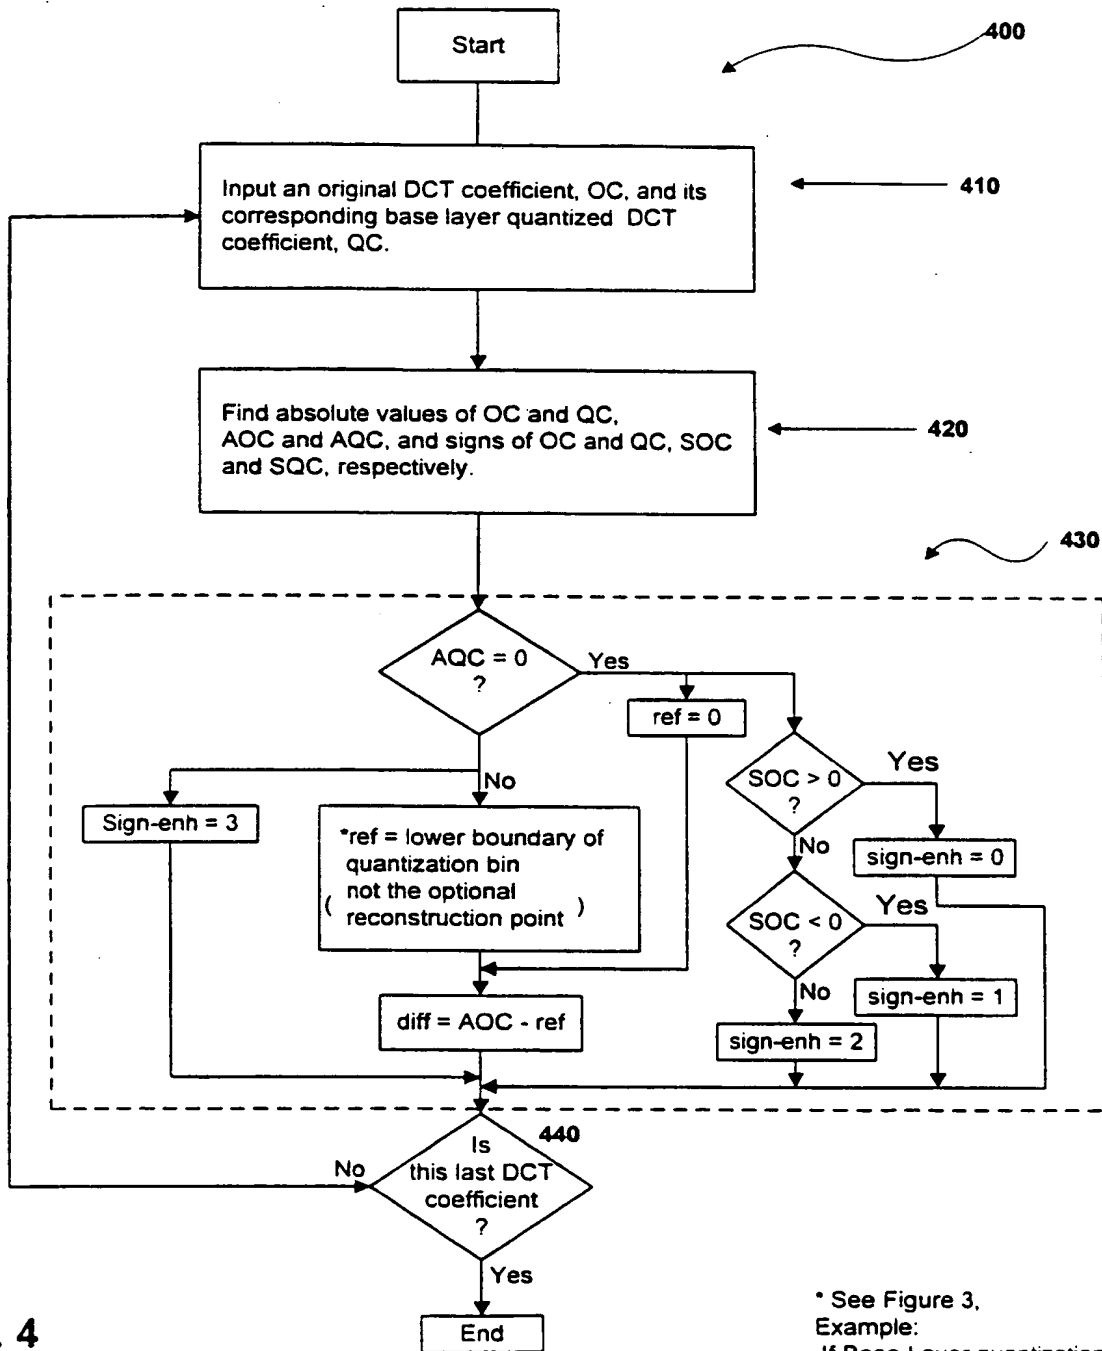 Start
400
Input an original DCT coefficient, OC, and its
corresponding base layer quantized DCT
coefficient, QC.
410
Find absolute values of OC and QC,
AOC and AQC, and signs of OC and QC, SOC
and SQC, respectively.
420
430
AQC = 0
?
Yes
ref = 0
SOC > 0
?
Yes
No
Sign-enh = 3
*ref = lower boundary of
quantization bin
( not the optional
reconstruction point )
No
sign-enh = 0
SOC < 0
?
Yes
No
sign-enh = 1
diff = AOC - ref
sign-enh = 2
440
Is
this last DCT
coefficient
?
No
Yes
End
. 4
* See Figure 3,
Example:
If Base Layer quantization